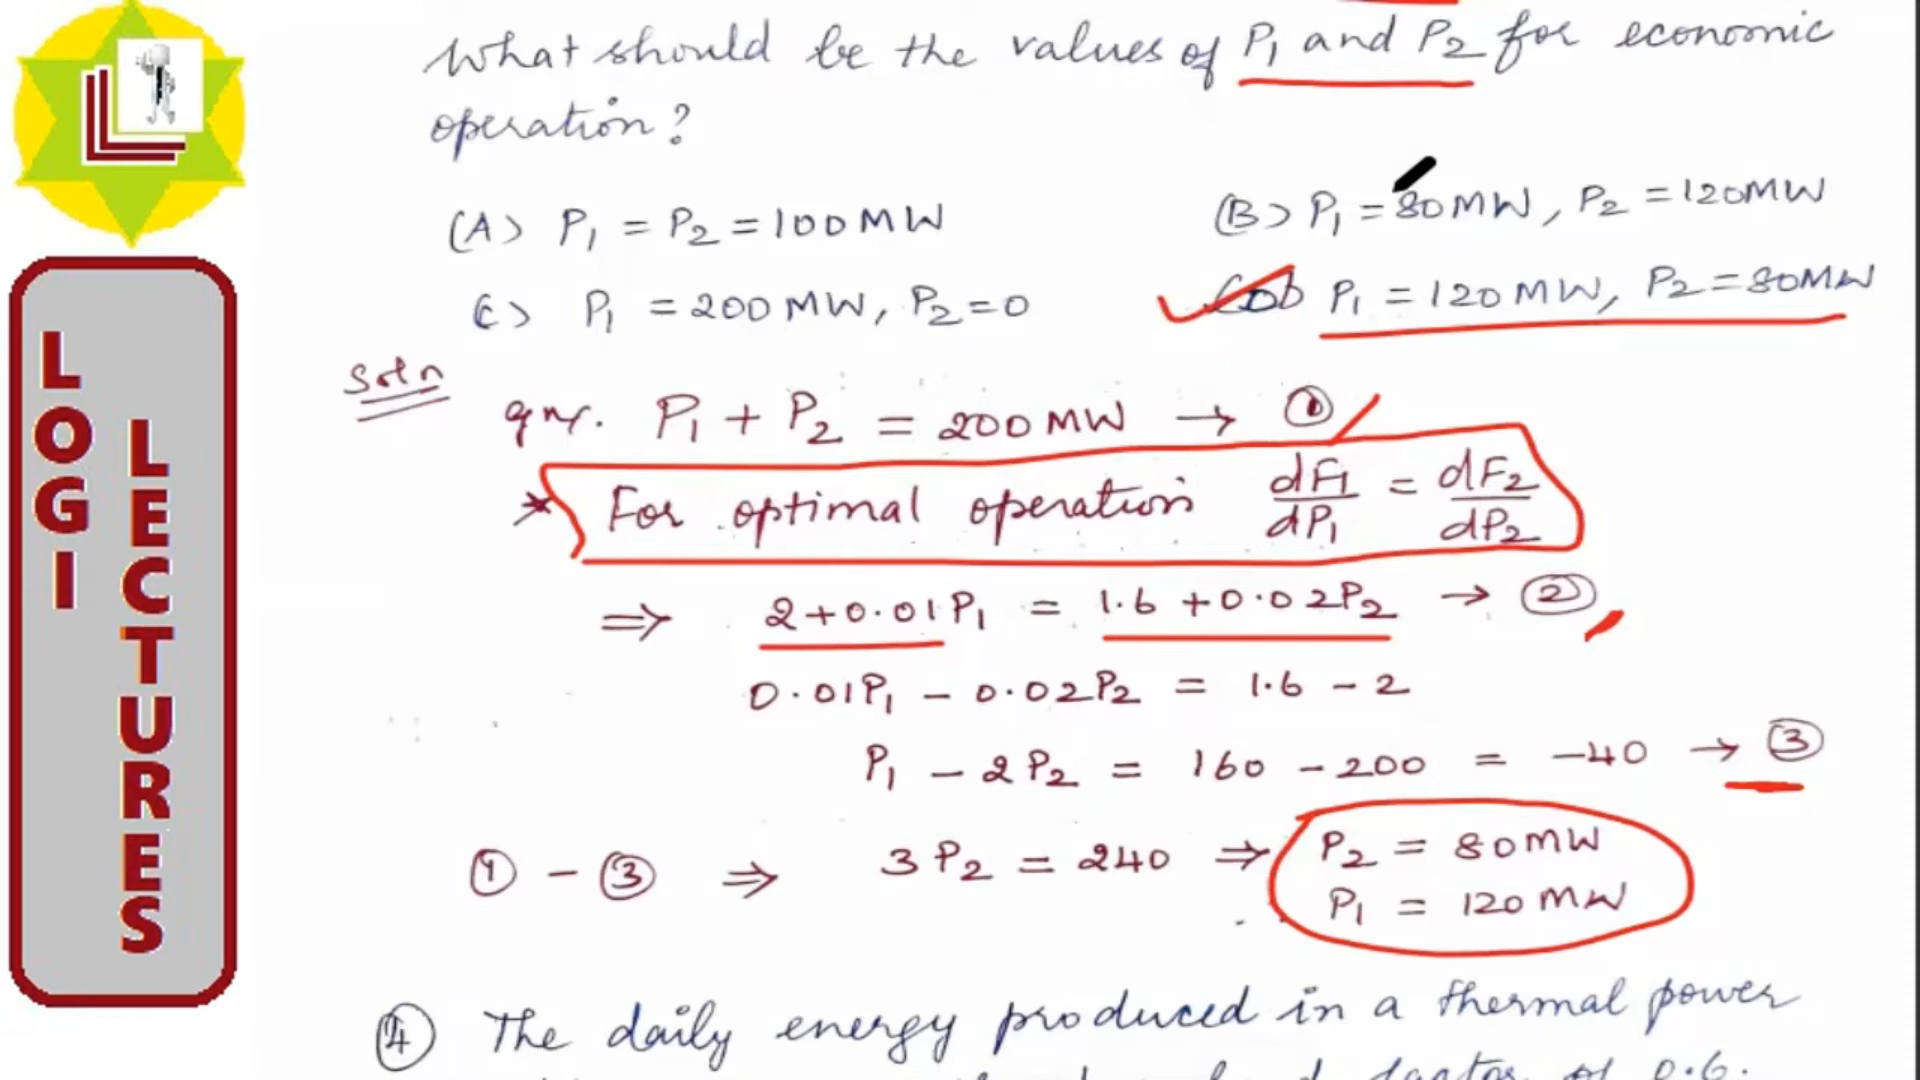 What should be the values of P₁ and P₂ for economic
operation?
(A) P₁ = P₂ = 100MW
(B) P₁ = 80MW, P₂ = 120MW
C) P₁ = 200MW, P₂ = 0
P₁ = 120MW, P₂ = 80MW
Soln
P₁ + P₂ = 200MW → ①
* For optimal operation dF₁/dP₁ = dF₂/dP₂
⇒ 2+0.01P₁ = 1.6+0.02P₂ → ②
0.01P₁ - 0.02P₂ = 1.6 - 2
P₁ - 2P₂ = 160 - 200 = -40 → ③
① - ③ ⇒ 3P₂ = 240 ⇒ P₂ = 80MW
P₁ = 120MW
④ The daily energy produced in a thermal power
factor of 0.6.
LOGI
LECTURES